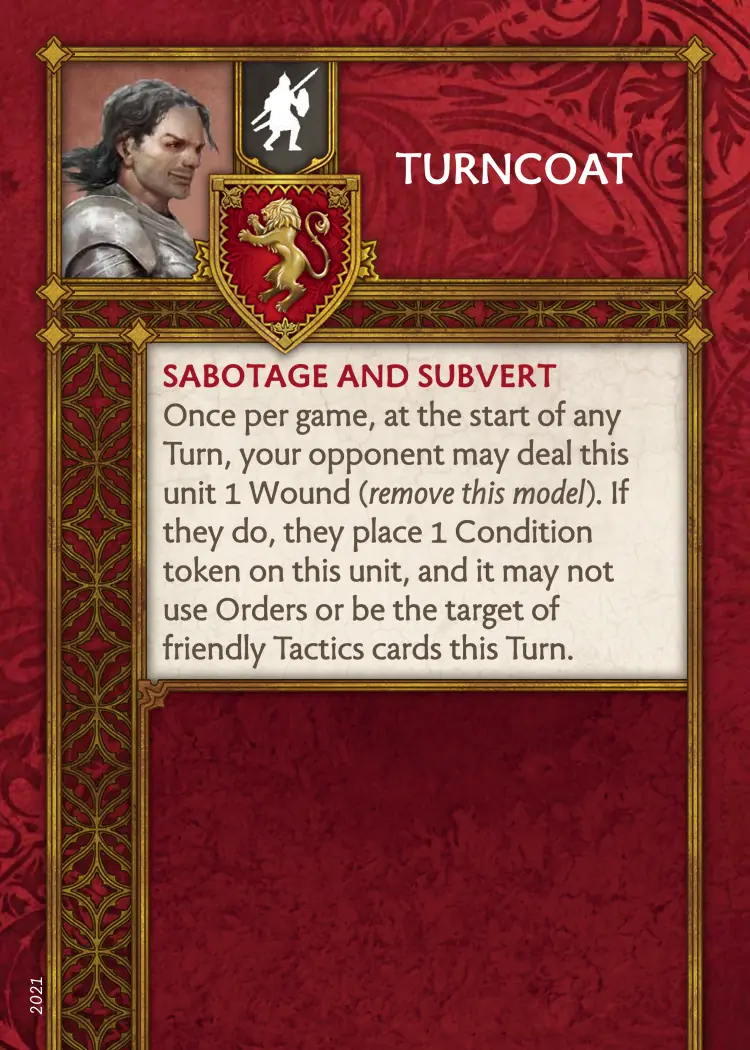 TURNCOAT
SABOTAGE AND SUBVERT
Once per game, at the start of any
Turn, your opponent may deal this
unit 1 Wound (remove this model). If
they do, they place 1 Condition
token on this unit, and it may not
use Orders or be the target of
friendly Tactics cards this Turn.
2021